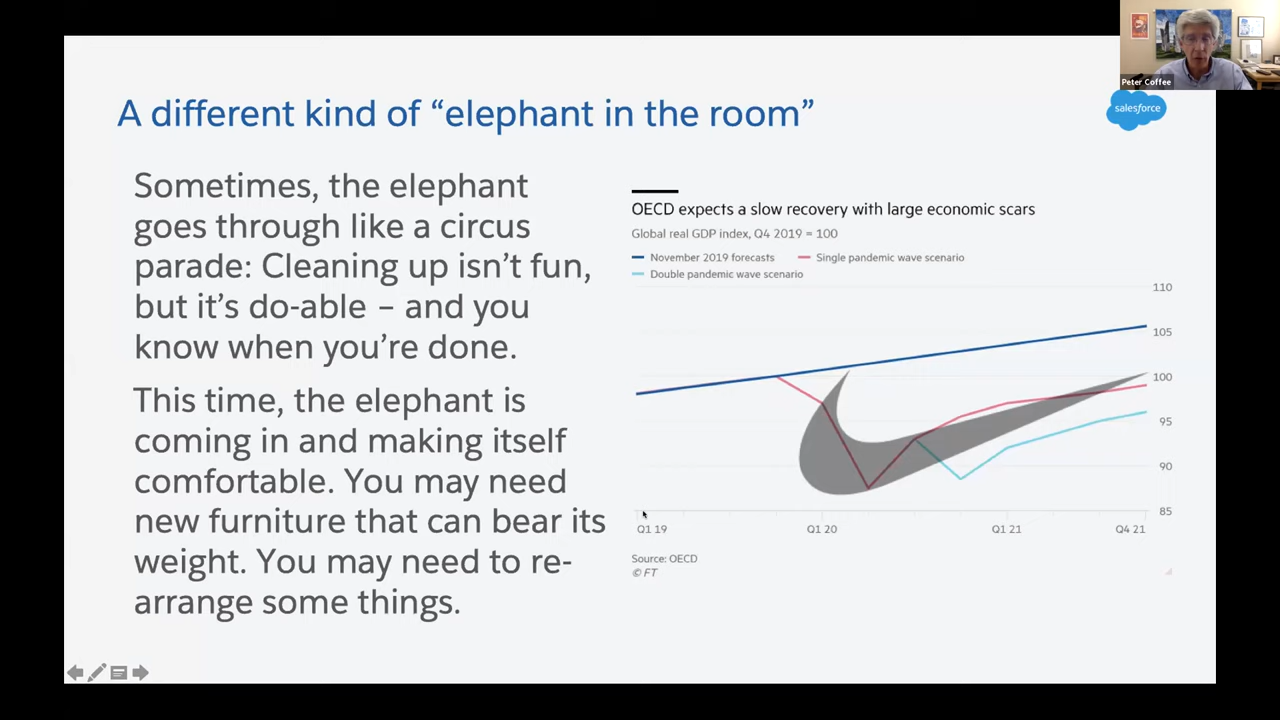 Peter Coffee
salesforce
A different kind of “elephant in the room”
Sometimes, the elephant
goes through like a circus
parade: Cleaning up isn’t fun,
but it’s do-able – and you
know when you’re done.
This time, the elephant is
coming in and making itself
comfortable. You may need
new furniture that can bear its
weight. You may need to re-
arrange some things.
OECD expects a slow recovery with large economic scars
Global real GDP index, Q4 2019 = 100
November 2019 forecasts
Single pandemic wave scenario
Double pandemic wave scenario
110
105
100
95
90
85
Q1 19
Q1 20
Q1 21
Q4 21
Source: OECD
© FT